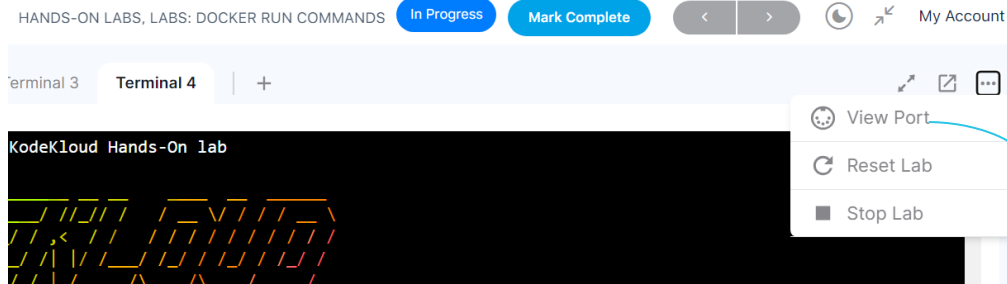 HANDS-ON LABS, LABS: DOCKER RUN COMMANDS In Progress Mark Complete My Account
Terminal 3 Terminal 4
View Port
KodeKloud Hands-On lab
Reset Lab
Stop Lab